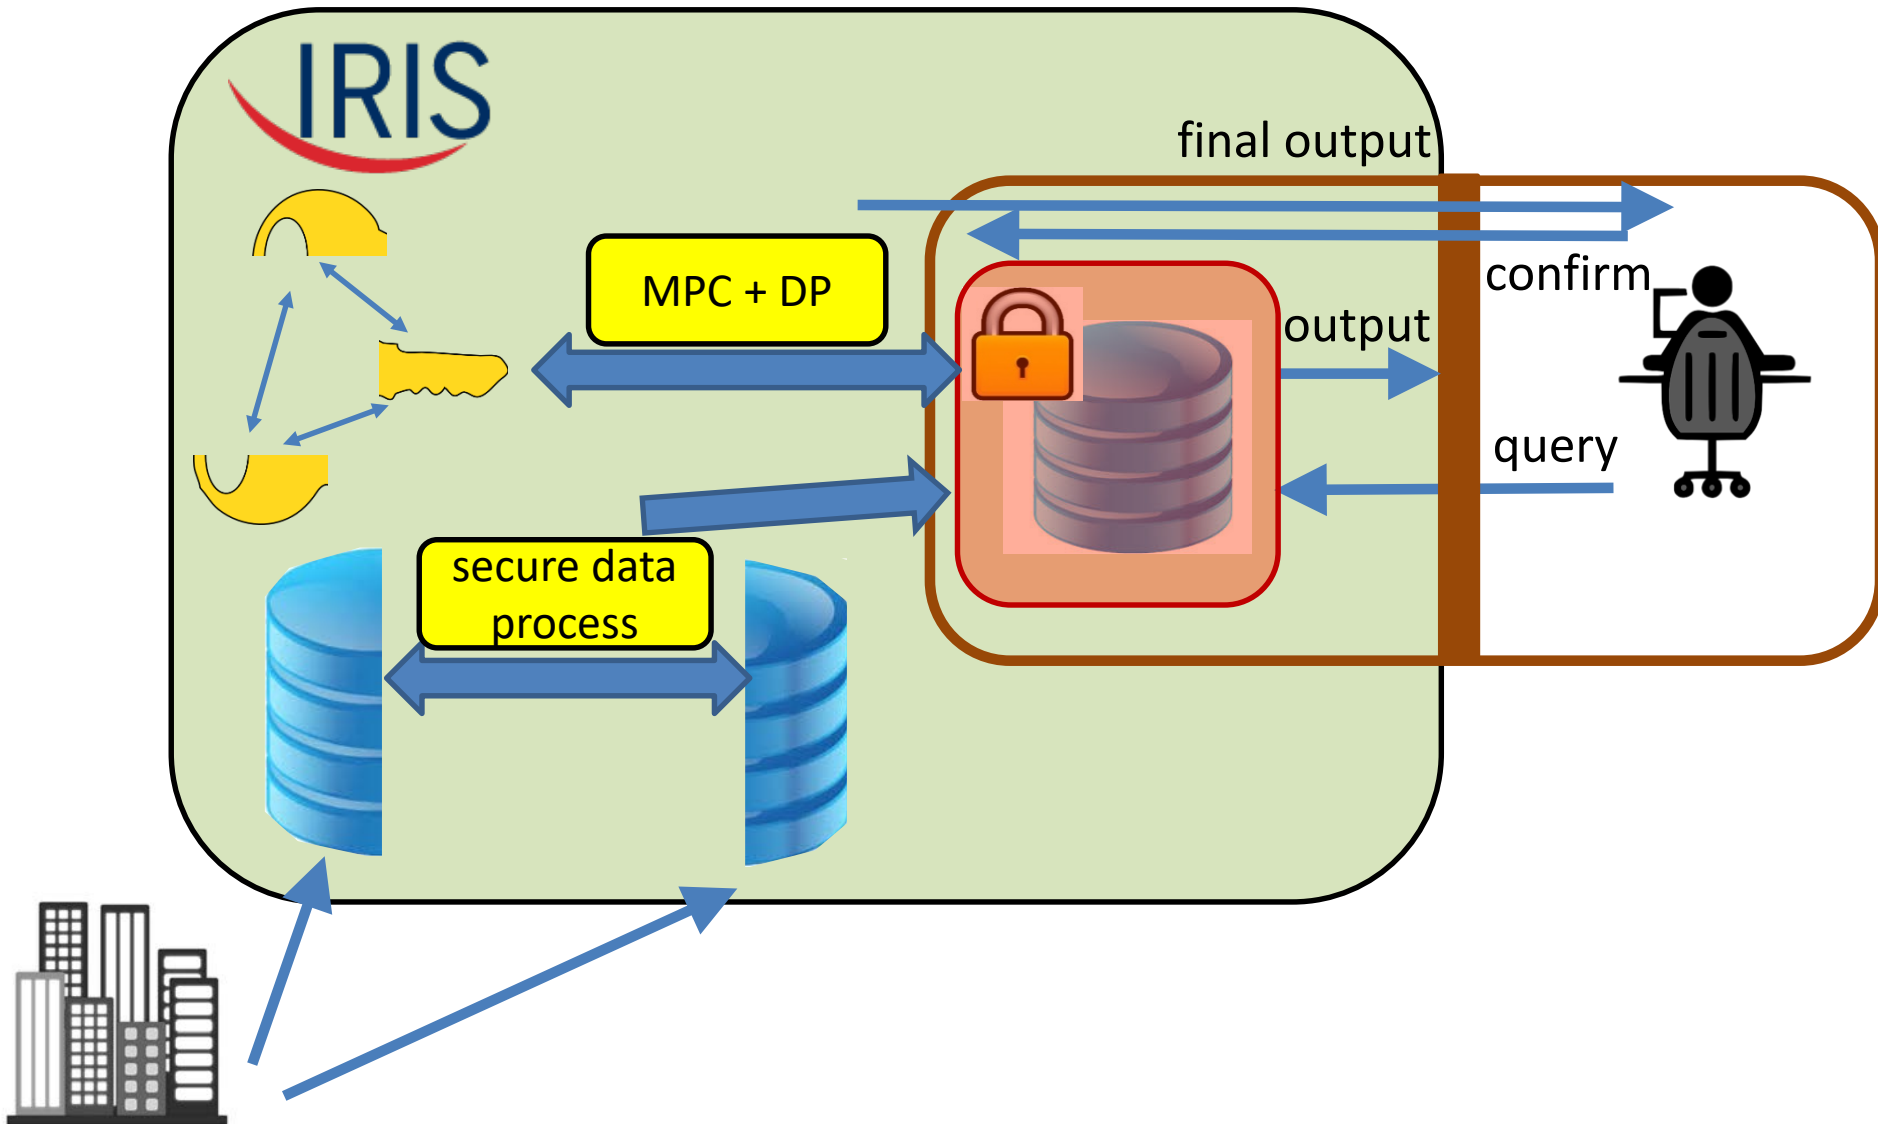 IRIS
final output
MPC + DP
confirm
output
query
secure data
process